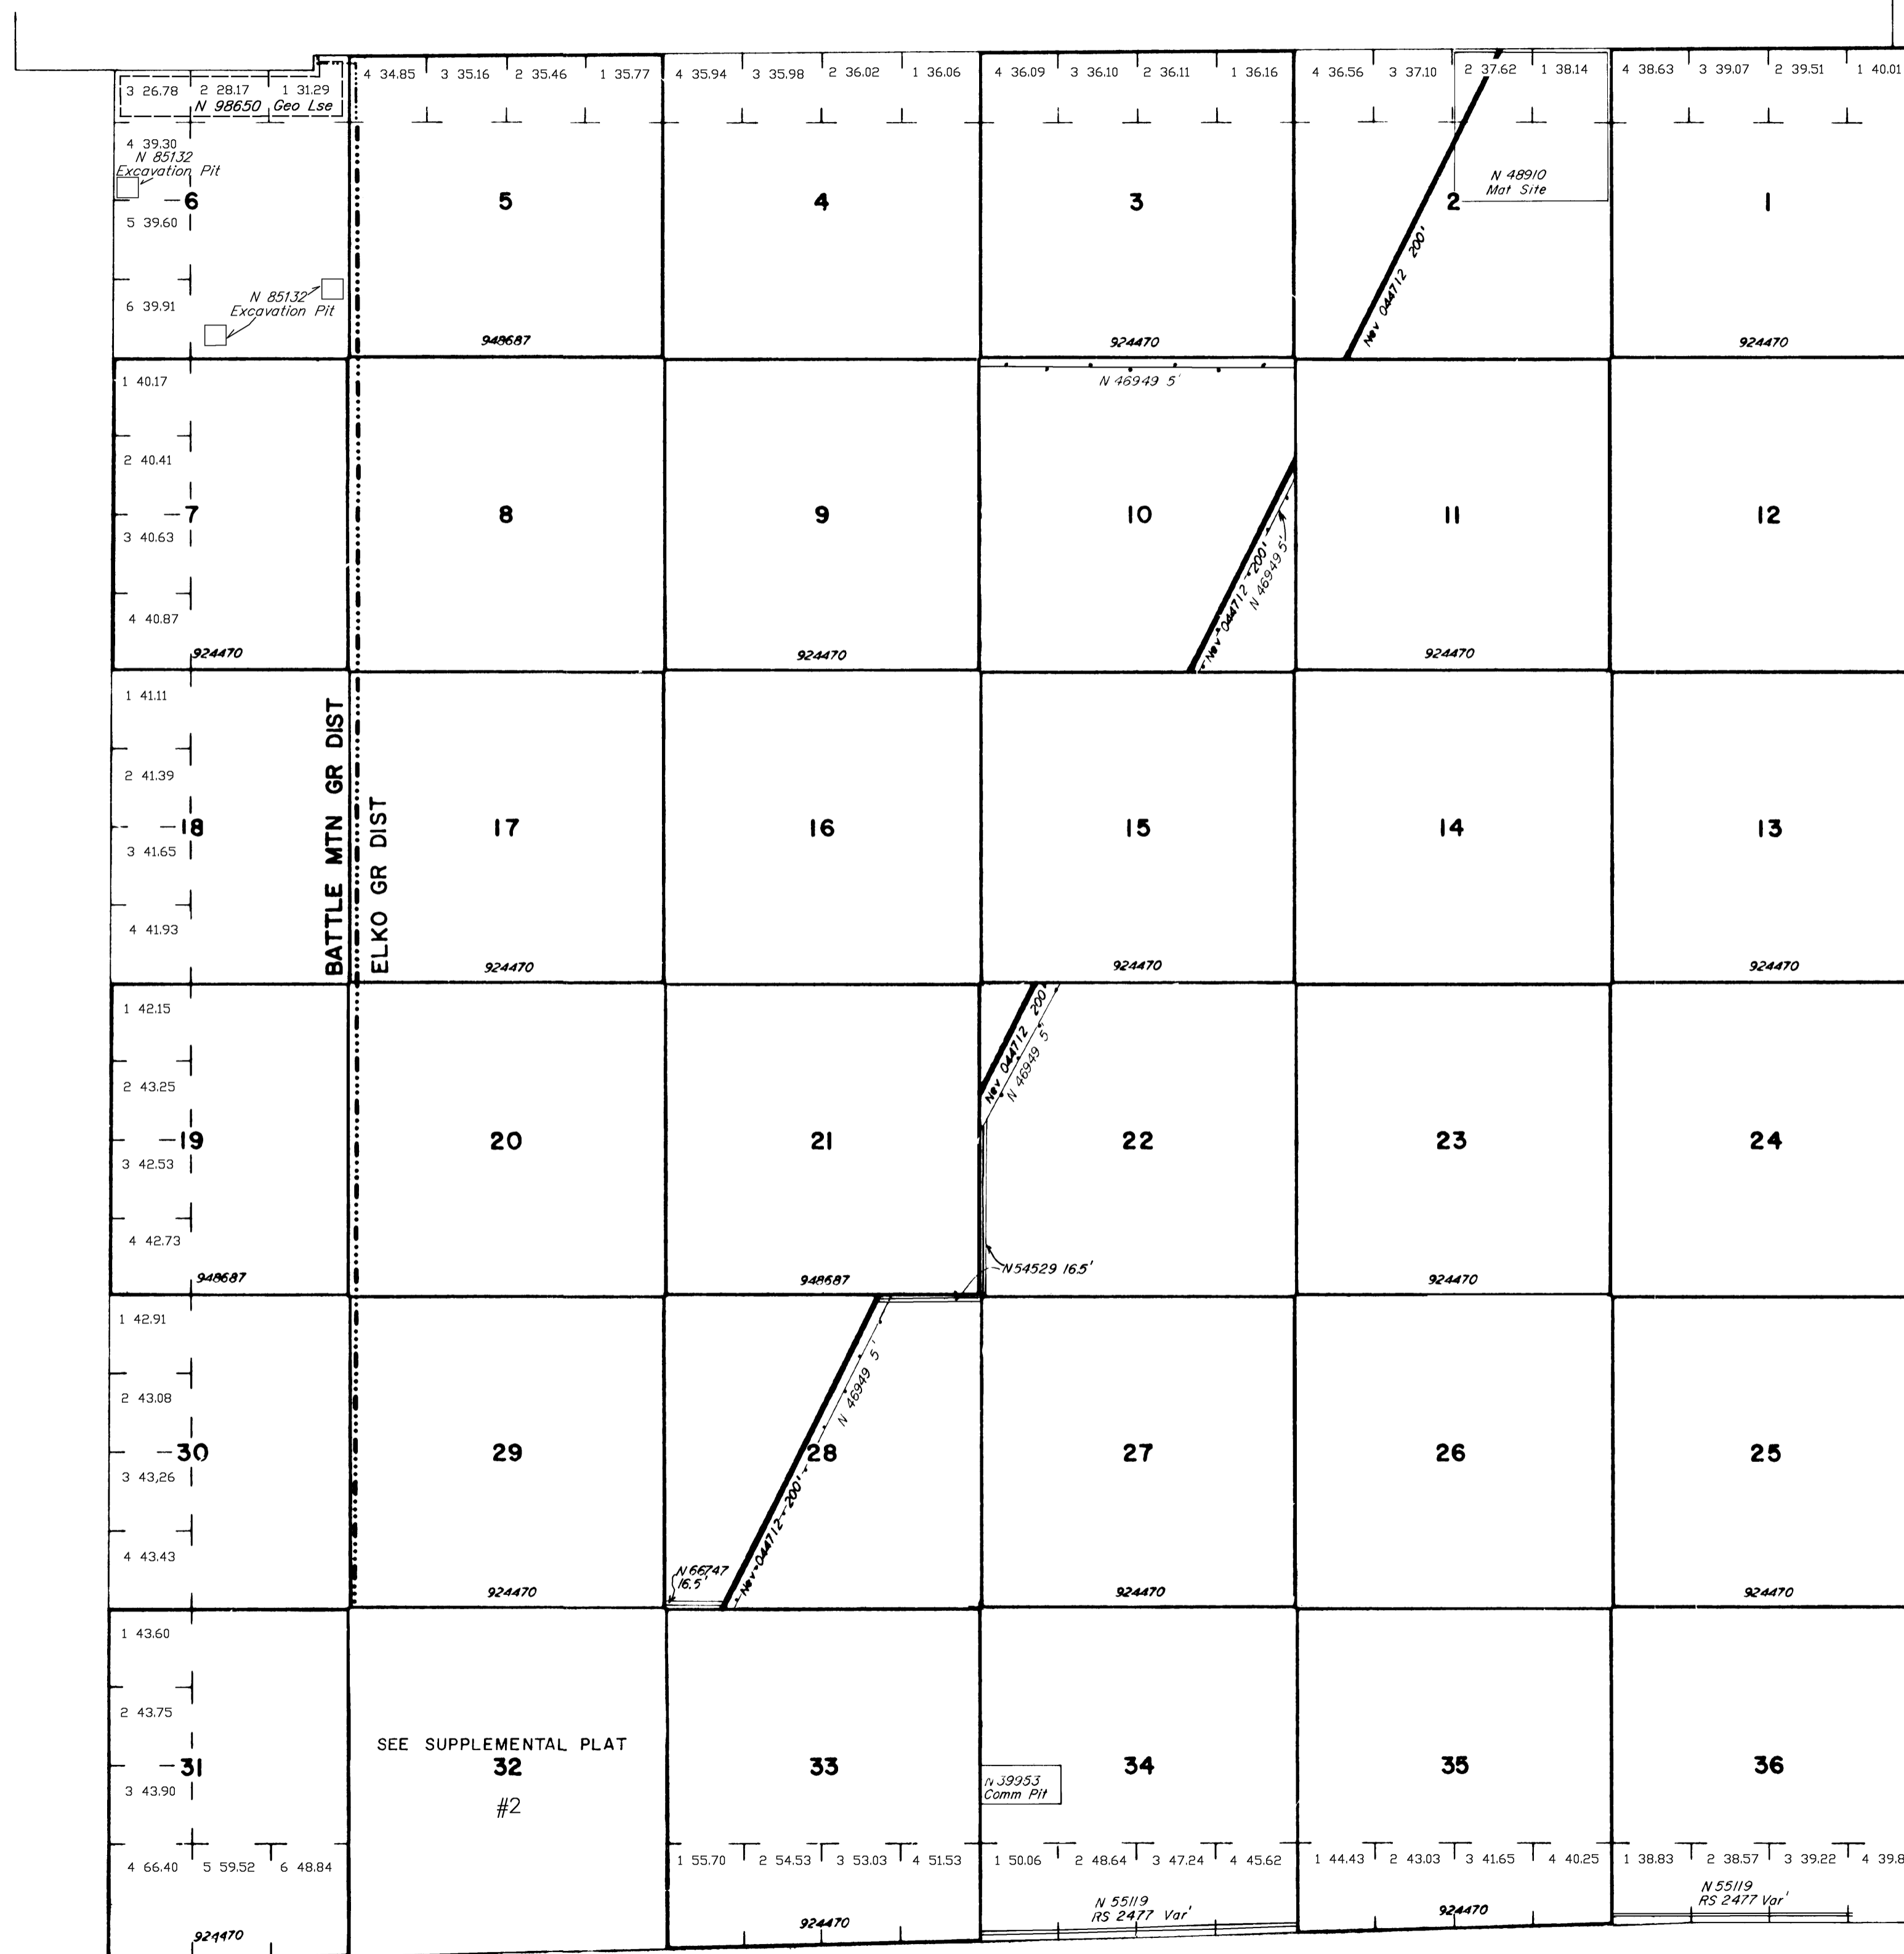 4 34.85 3 35.16 2 35.46 1 35.77 4 35.94 3 35.98 2 36.02 1 36.06 4 36.09 3 36.10 2 36.11 1 36.16 4 36.56 3 37.10 2 37.62 1 38.14 4 38.63 3 39.07 2 39.51 1 40.01
3 26.78 2 28.17 1 31.29
N 98650 Geo Lse
4 39.30
N 85132
Excavation Pit
N 48910
Mat Site
6 5 4 3 2 1
5 39.60
Nev 044712 200'
N 85132
Excavation Pit
6 39.91
948687 924470 924470
1 40.17
N 46949 5'
2 40.41
7 8 9 10 11 12
3 40.63
Nev 044712 200'
N 46949 5'
4 40.87
924470 924470 924470
1 41.11
BATTLE MTN GR DIST
ELKO GR DIST
2 41.39
18 17 16 15 14 13
3 41.65
4 41.93
924470 924470 924470
1 42.15
Nev 044712 200'
N 46949 5'
2 43.25
19 20 21 22 23 24
3 42.53
4 42.73
N 54529 16.5'
948687 948687 924470
1 42.91
N 46949 5'
2 43.08
30 29 28 27 26 25
3 43,26
Nev 044712 200'
4 43.43
N 66747
16.5'
924470 924470 924470
1 43.60
2 43.75
SEE SUPPLEMENTAL PLAT
31 32 33 34 35 36
N 39953
Comm Pit
3 43.90
#2
4 66.40 5 59.52 6 48.84 1 55.70 2 54.53 3 53.03 4 51.53 1 50.06 2 48.64 3 47.24 4 45.62 1 44.43 2 43.03 3 41.65 4 40.25 1 38.83 2 38.57 3 39.22 4 39.8
N 55119
RS 2477 Var'
N 55119
RS 2477 Var'
924470 924470 924470